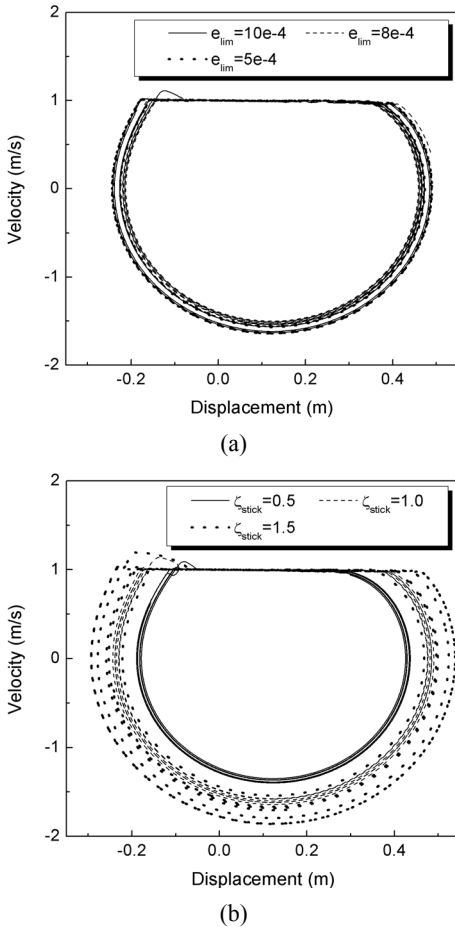 e_lim=10e-4 e_lim=8e-4
e_lim=5e-4
2
1
0
-1
-2
Velocity (m/s)
-0.2 0.0 0.2 0.4
Displacement (m)
(a)
ζ_stick=0.5 ζ_stick=1.0
ζ_stick=1.5
2
1
0
-1
-2
Velocity (m/s)
-0.2 0.0 0.2 0.4
Displacement (m)
(b)